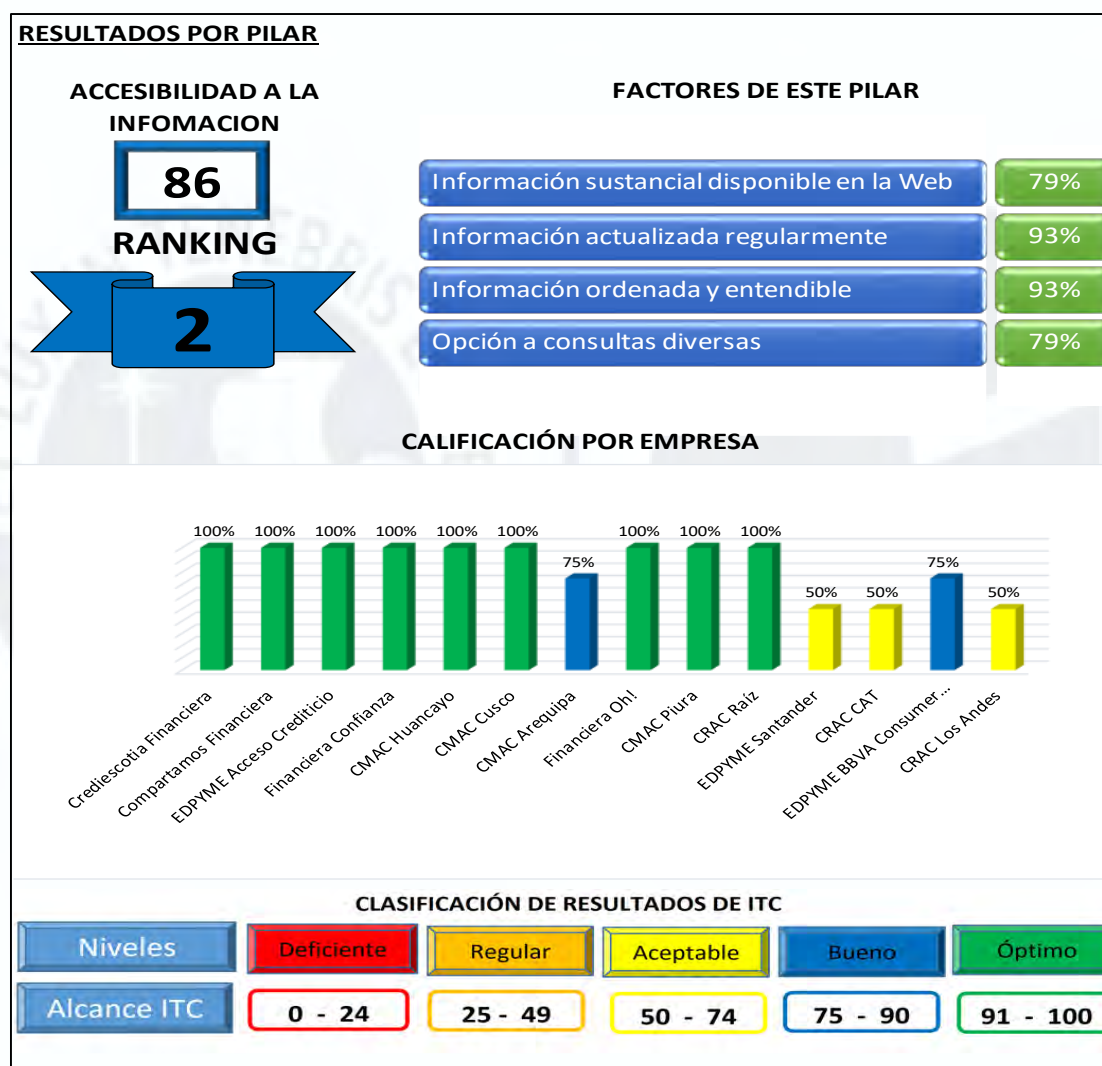 RESULTADOS POR PILAR
ACCESIBILIDAD A LA
INFOMACION
86
RANKING
2
FACTORES DE ESTE PILAR
Información sustancial disponible en la Web 79%
Información actualizada regularmente 93%
Información ordenada y entendible 93%
Opción a consultas diversas 79%
CALIFICACIÓN POR EMPRESA
100% 100% 100% 100% 100% 100% 75% 100% 100% 100% 50% 50% 75% 50%
Crediescotia Financiera
Compartamos Financiera
EDPYME Acceso Crediticio
Financiera Confianza
CMAC Huancayo
CMAC Cusco
CMAC Arequipa
Financiera Oh!
CMAC Piura
CRAC Raíz
EDPYME Santander
CRAC CAT
EDPYME BBVA Consumer...
CRAC Los Andes
CLASIFICACIÓN DE RESULTADOS DE ITC
Niveles Deficiente Regular Aceptable Bueno Óptimo
Alcance ITC 0 - 24 25 - 49 50 - 74 75 - 90 91 - 100